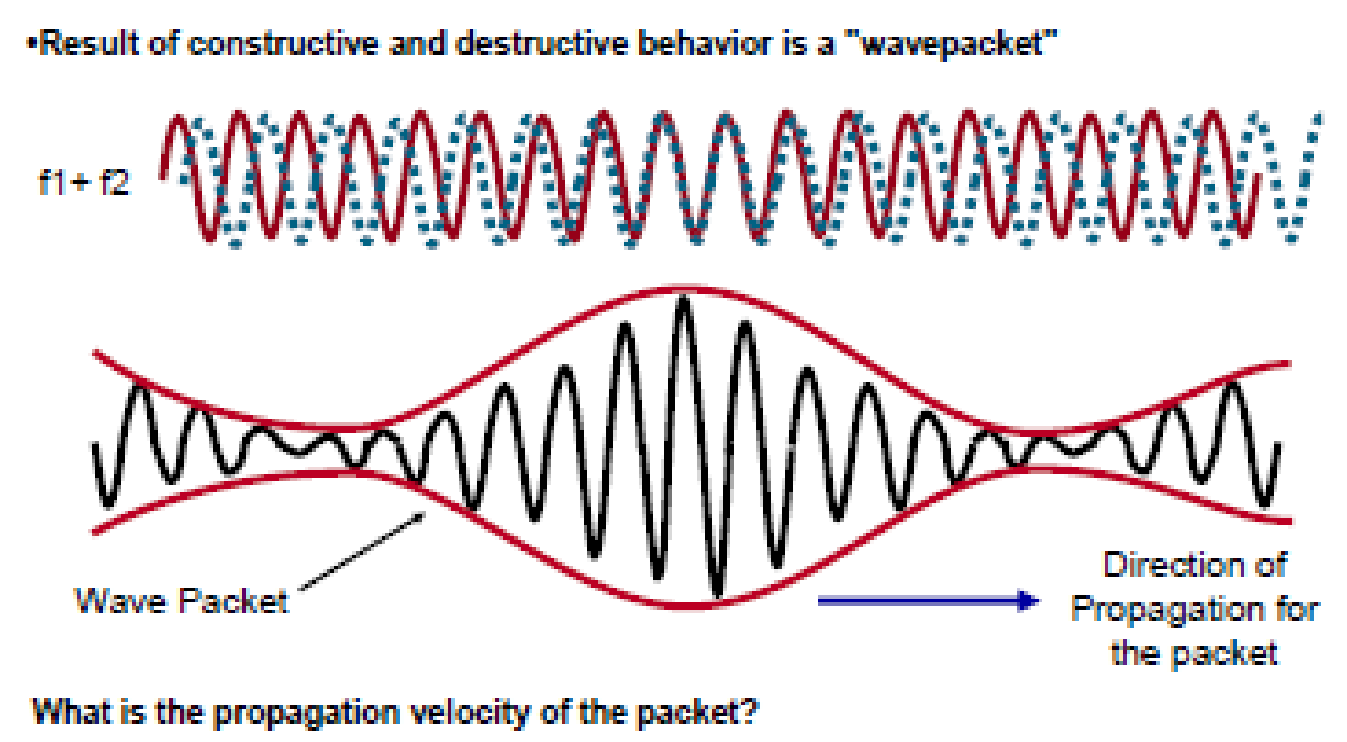 •Result of constructive and destructive behavior is a "wavepacket"
f1+ f2
Wave Packet
Direction of
Propagation for
the packet
What is the propagation velocity of the packet?